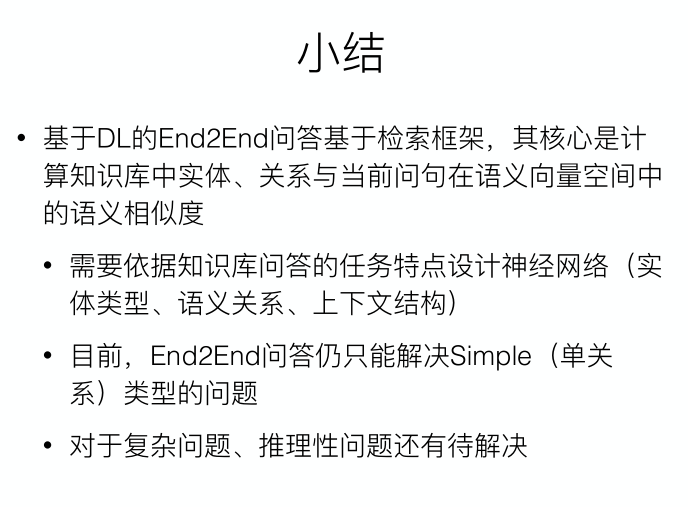 小结
• 基于DL的End2End问答基于检索框架，其核心是计
算知识库中实体、关系与当前问句在语义向量空间中
的语义相似度
• 需要依据知识库问答的任务特点设计神经网络（实
体类型、语义关系、上下文结构）
• 目前，End2End问答仍只能解决Simple（单关
系）类型的问题
• 对于复杂问题、推理性问题还有待解决